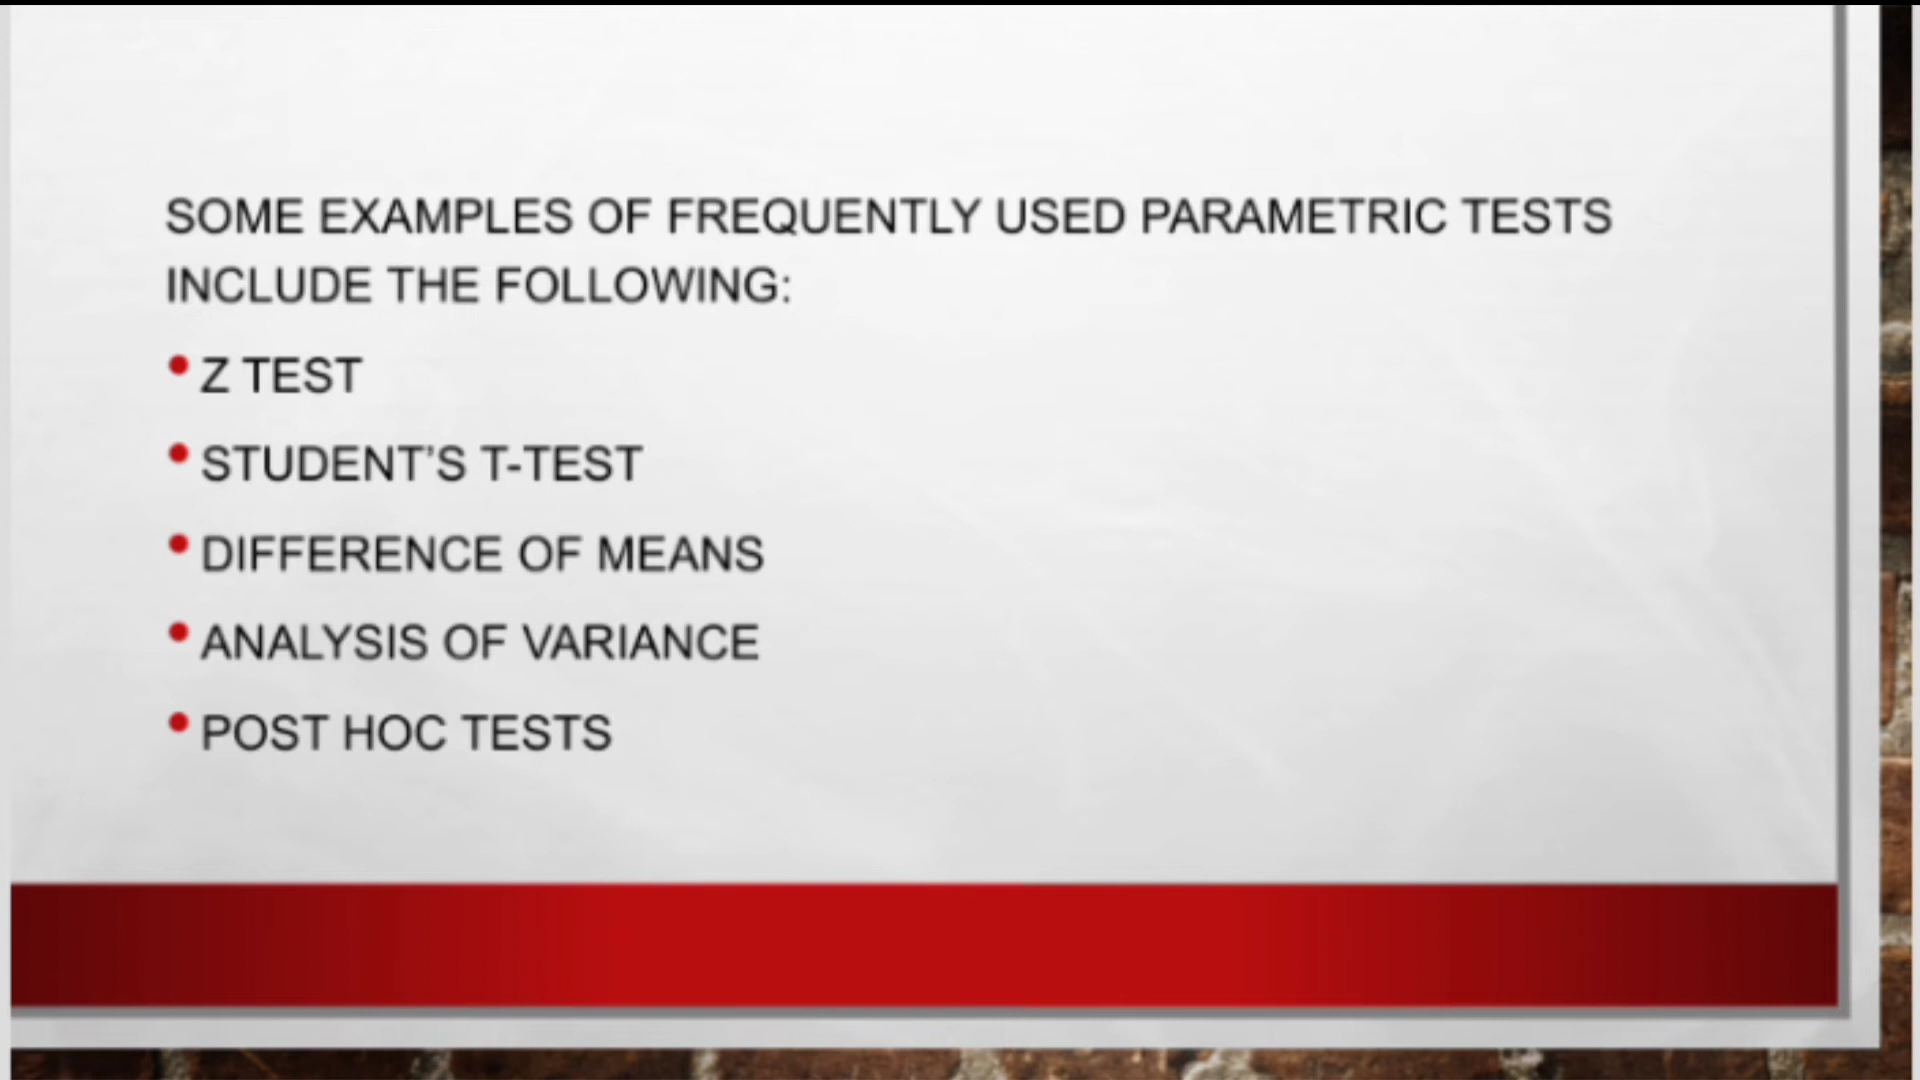 SOME EXAMPLES OF FREQUENTLY USED PARAMETRIC TESTS
INCLUDE THE FOLLOWING:
• Z TEST
• STUDENT’S T-TEST
• DIFFERENCE OF MEANS
• ANALYSIS OF VARIANCE
• POST HOC TESTS